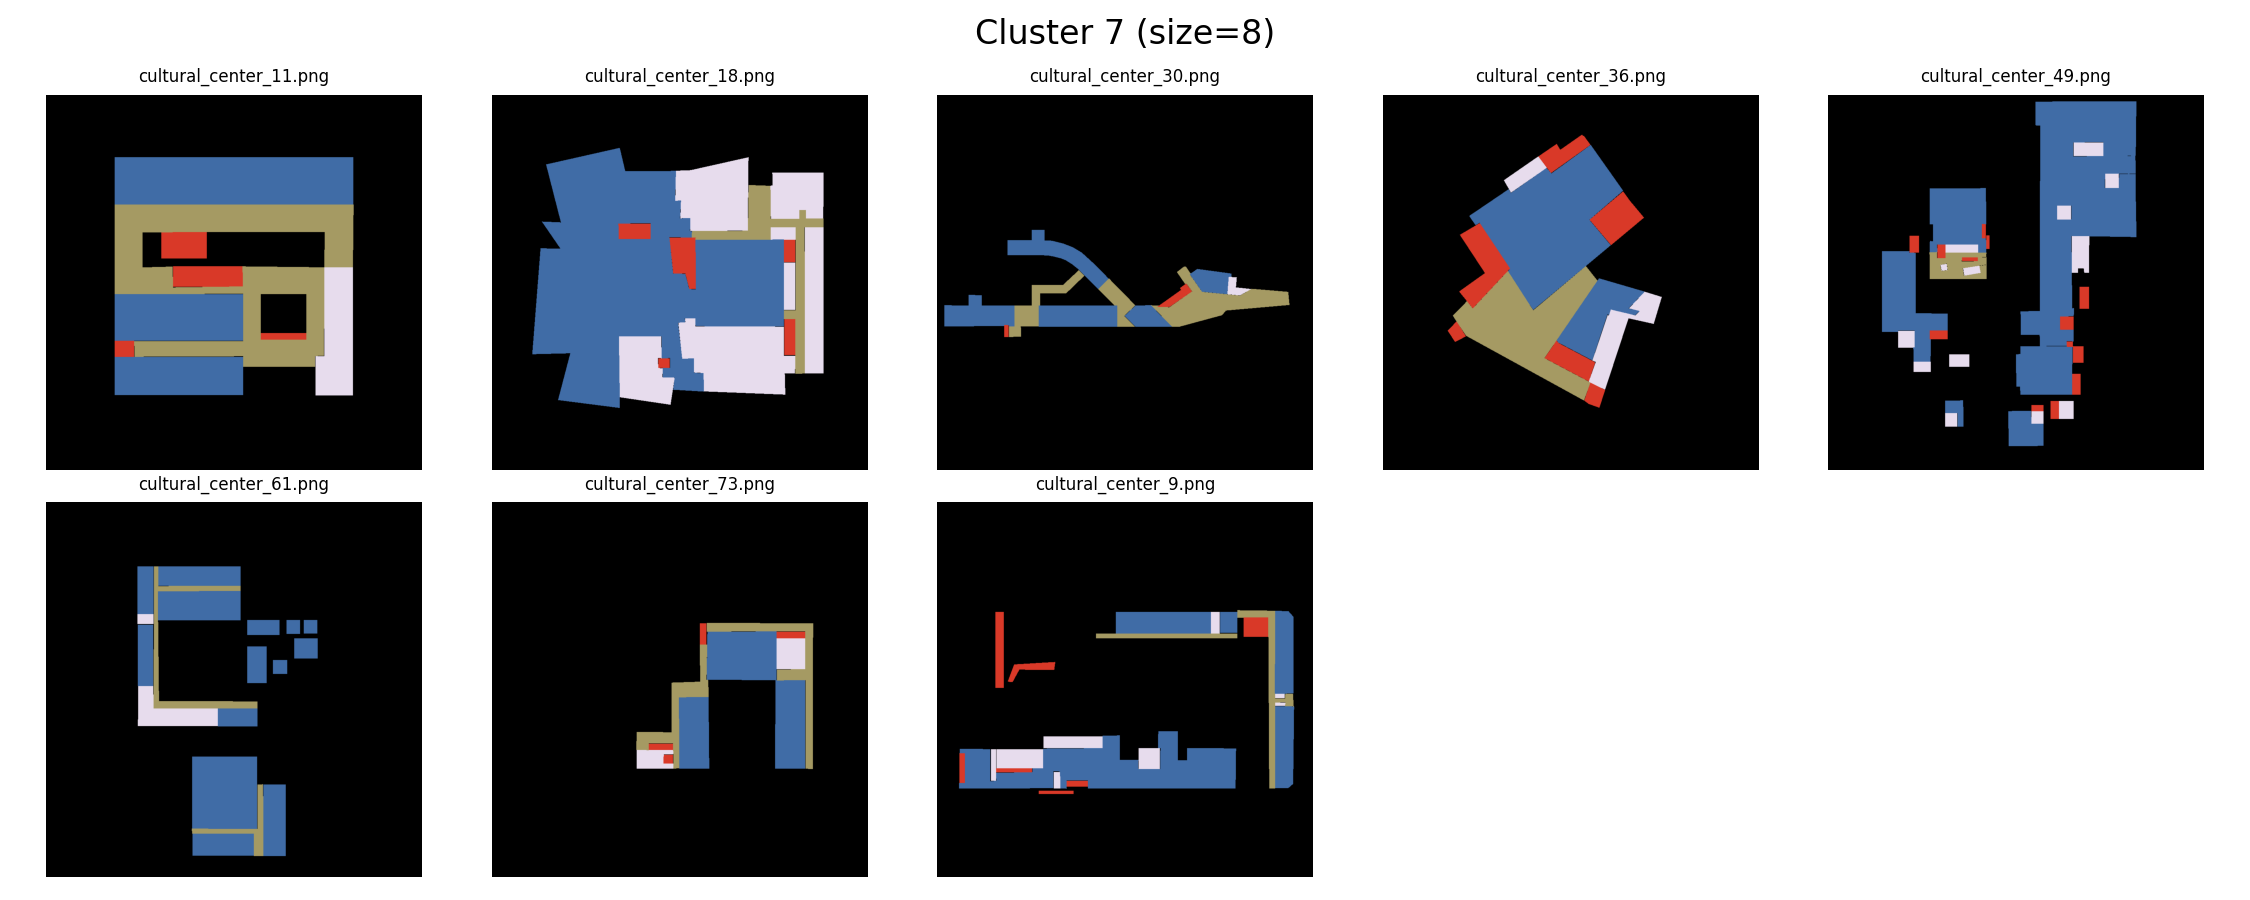 Cluster 7 (size=8)
cultural_center_11.png
cultural_center_18.png
cultural_center_30.png
cultural_center_36.png
cultural_center_49.png
cultural_center_61.png
cultural_center_73.png
cultural_center_9.png